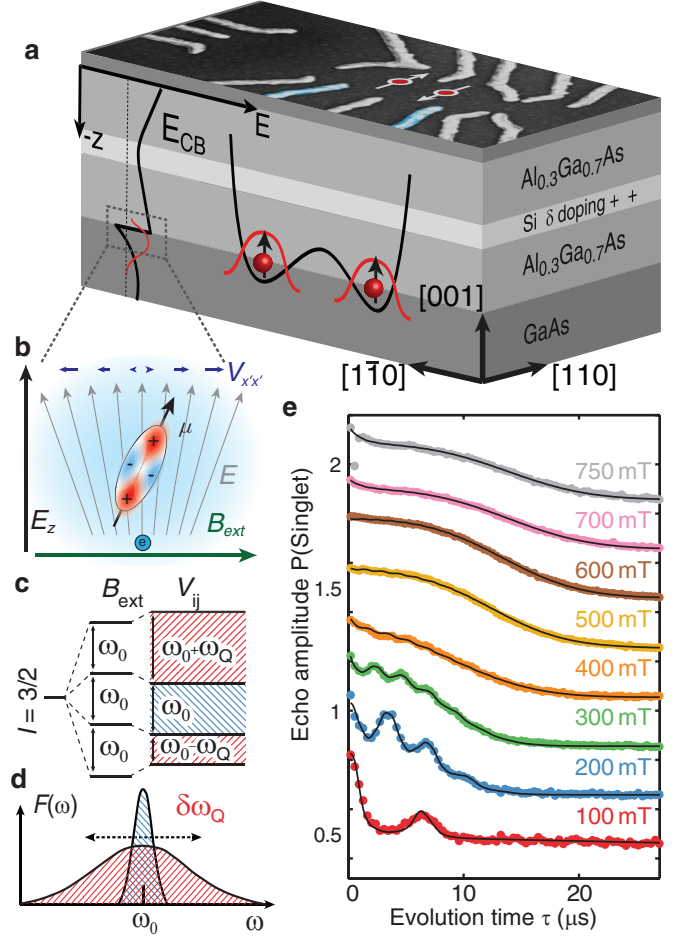 a
-z
E
E_CB
Al0.3Ga0.7As
Si δ doping + +
Al0.3Ga0.7As
GaAs
[001]
[11̅0]
[110]
b
V_x'x'
μ
+
-
-
+
E
E_z
B_ext
e
c
B_ext
V_ij
I = 3/2
ω0
ω0
ω0
ω0+ωQ
ω0
ω0-ωQ
d
F(ω)
δωQ
ω0
ω
e
Echo amplitude P(Singlet)
2
1.5
1
0.5
750 mT
700 mT
600 mT
500 mT
400 mT
300 mT
200 mT
100 mT
0
10
20
Evolution time τ (μs)